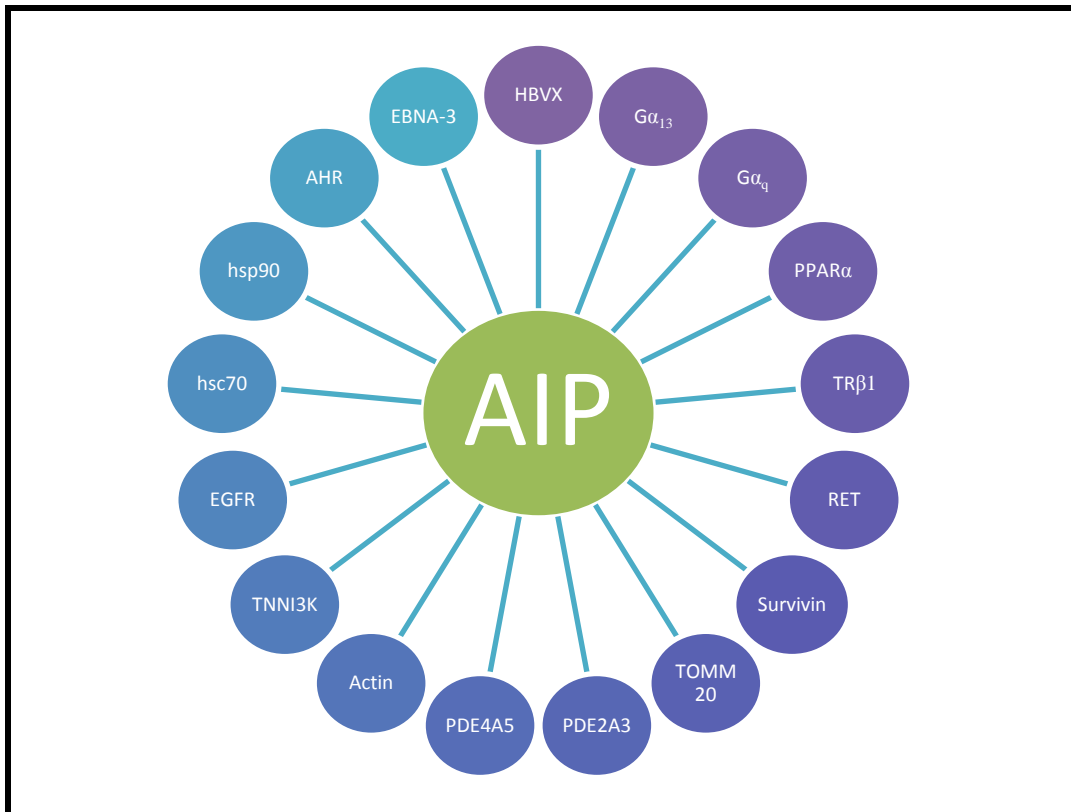 HBVX
Gα₁₃
Gα_q
PPARα
TRβ1
RET
Survivin
TOMM
20
PDE2A3
PDE4A5
Actin
TNNI3K
EGFR
hsc70
hsp90
AHR
EBNA-3
AIP